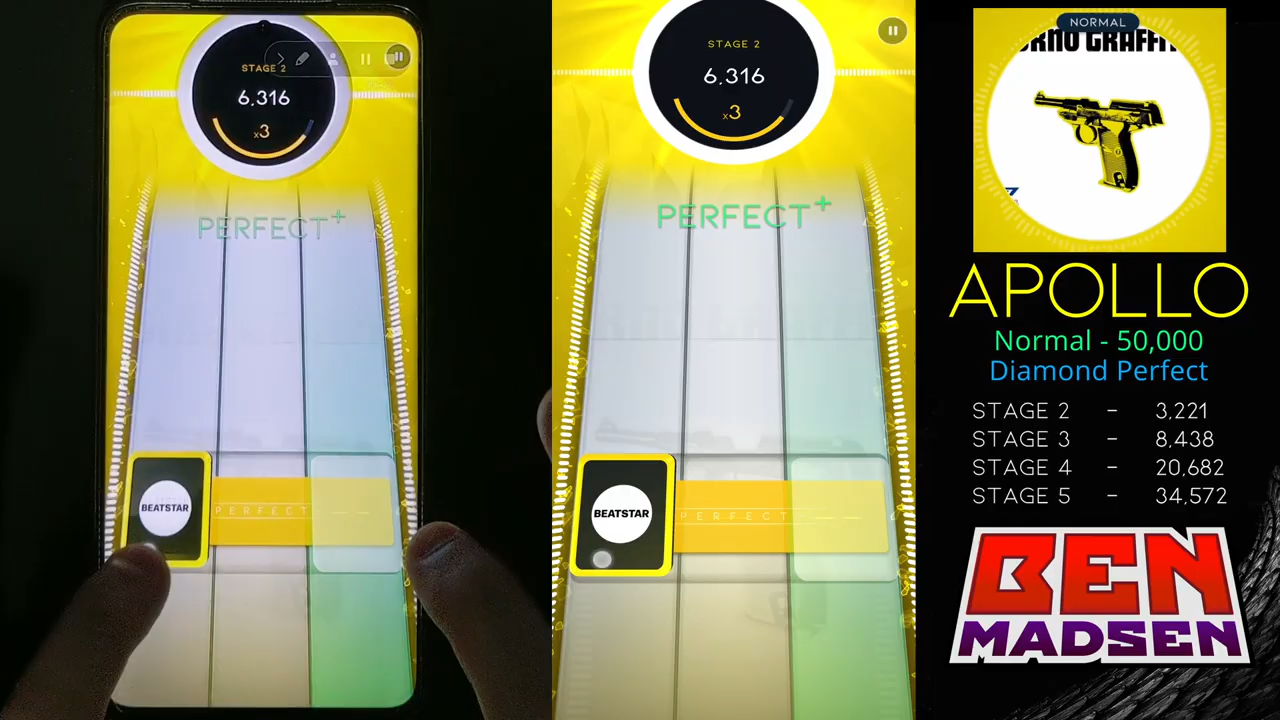 STAGE 2
6,316
x3
PERFECT+
BEATSTAR
PERFECT
STAGE 2
6,316
x3
PERFECT+
BEATSTAR
PERFECT
NORMAL
APOLLO
Normal - 50,000
Diamond Perfect
STAGE 2 - 3,221
STAGE 3 - 8,438
STAGE 4 - 20,682
STAGE 5 - 34,572
BEN
MADSEN